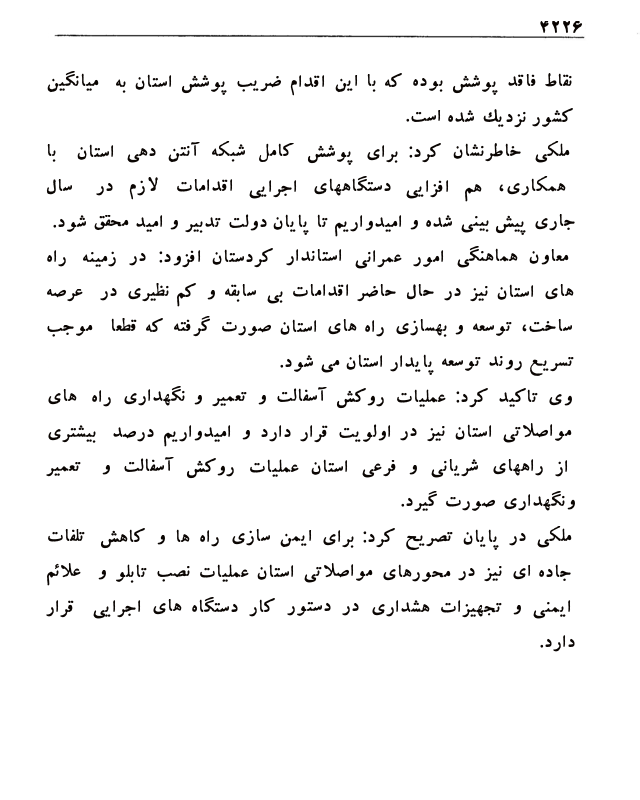 ۴۲۲۶
نقاط فاقد پوشش بوده که با این اقدام ضریب پوشش استان به میانگین
کشور نزدیك شده است.
ملکی خاطرنشان کرد: برای پوشش کامل شبکه آنتن دهی استان با
همکاری، هم افزایی دستگاههای اجرایی اقدامات لازم در سال
جاری پیش بینی شده و امیدواریم تا پایان دولت تدبیر و امید محقق شود.
معاون هماهنگی امور عمرانی استاندار کردستان افزود: در زمینه راه
های استان نیز در حال حاضر اقدامات بی سابقه و کم نظیری در عرصه
ساخت، توسعه و بهسازی راه های استان صورت گرفته که قطعا موجب
تسریع روند توسعه پایدار استان می شود.
وی تاکید کرد: عملیات روکش آسفالت و تعمیر و نگهداری راه های
مواصلاتی استان نیز در اولویت قرار دارد و امیدواریم درصد بیشتری
از راههای شریانی و فرعی استان عملیات روکش آسفالت و تعمیر
ونگهداری صورت گیرد.
ملکی در پایان تصریح کرد: برای ایمن سازی راه ها و کاهش تلفات
جاده ای نیز در محورهای مواصلاتی استان عملیات نصب تابلو و علائم
ایمنی و تجهیزات هشداری در دستور کار دستگاه های اجرایی قرار
دارد.